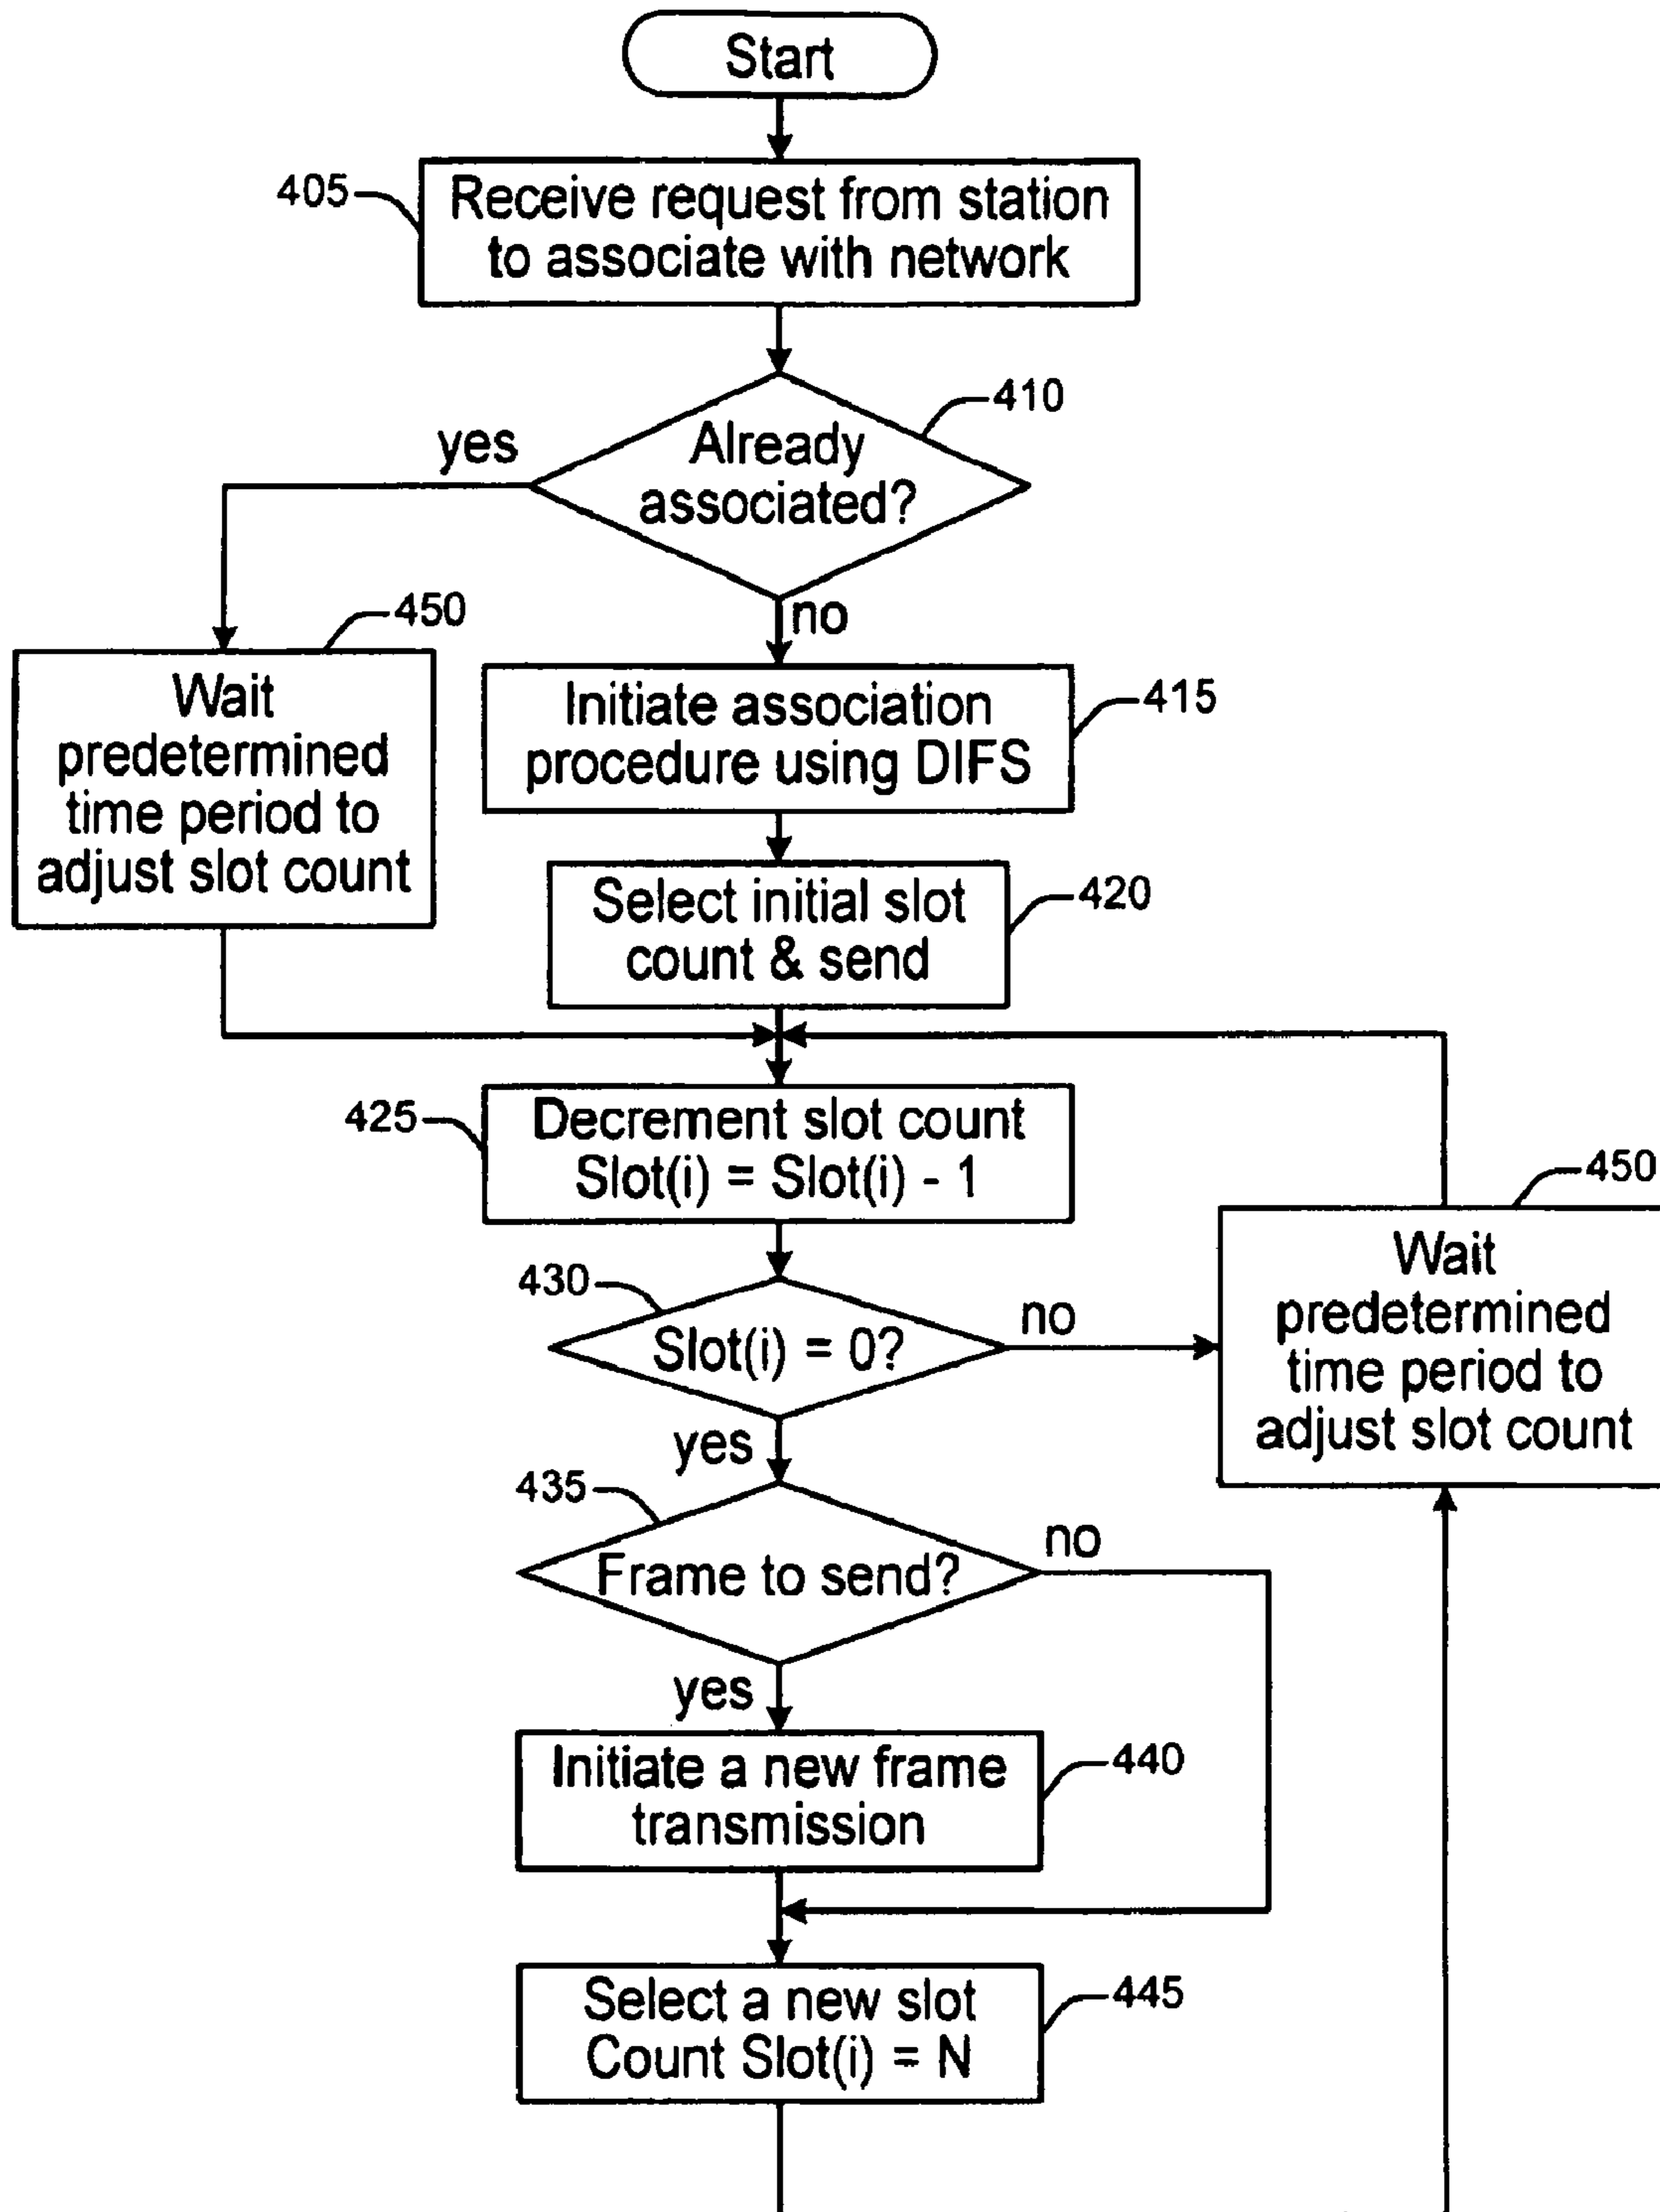 Start
405
Receive request from station
to associate with network
410
Already
associated?
yes
no
450
Wait
predetermined
time period to
adjust slot count
Initiate association
procedure using DIFS
415
Select initial slot
count & send
420
425
Decrement slot count
Slot(i) = Slot(i) - 1
430
Slot(i) = 0?
no
450
Wait
predetermined
time period to
adjust slot count
yes
435
Frame to send?
no
yes
Initiate a new frame
transmission
440
Select a new slot
Count Slot(i) = N
445